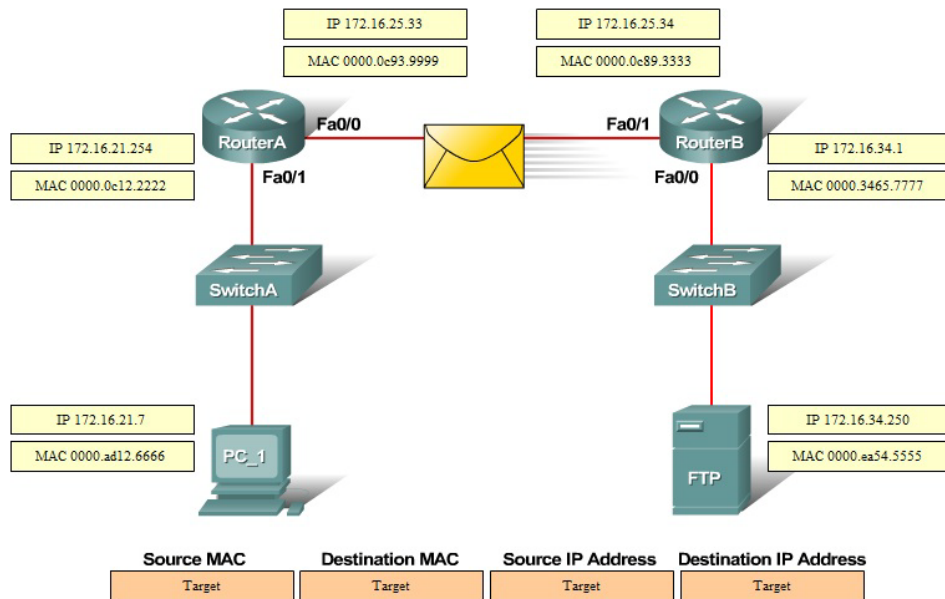 IP 172.16.25.33
IP 172.16.25.34
MAC 0000.0c93.9999
MAC 0000.0c89.3333
Fa0/0
Fa0/1
RouterA
RouterB
IP 172.16.21.254
IP 172.16.34.1
MAC 0000.0c12.2222
Fa0/1
Fa0/0
MAC 0000.3465.7777
SwitchA
SwitchB
IP 172.16.21.7
IP 172.16.34.250
MAC 0000.ad12.6666
PC_1
FTP
MAC 0000.ea54.5555
Source MAC Destination MAC Source IP Address Destination IP Address
Target Target Target Target